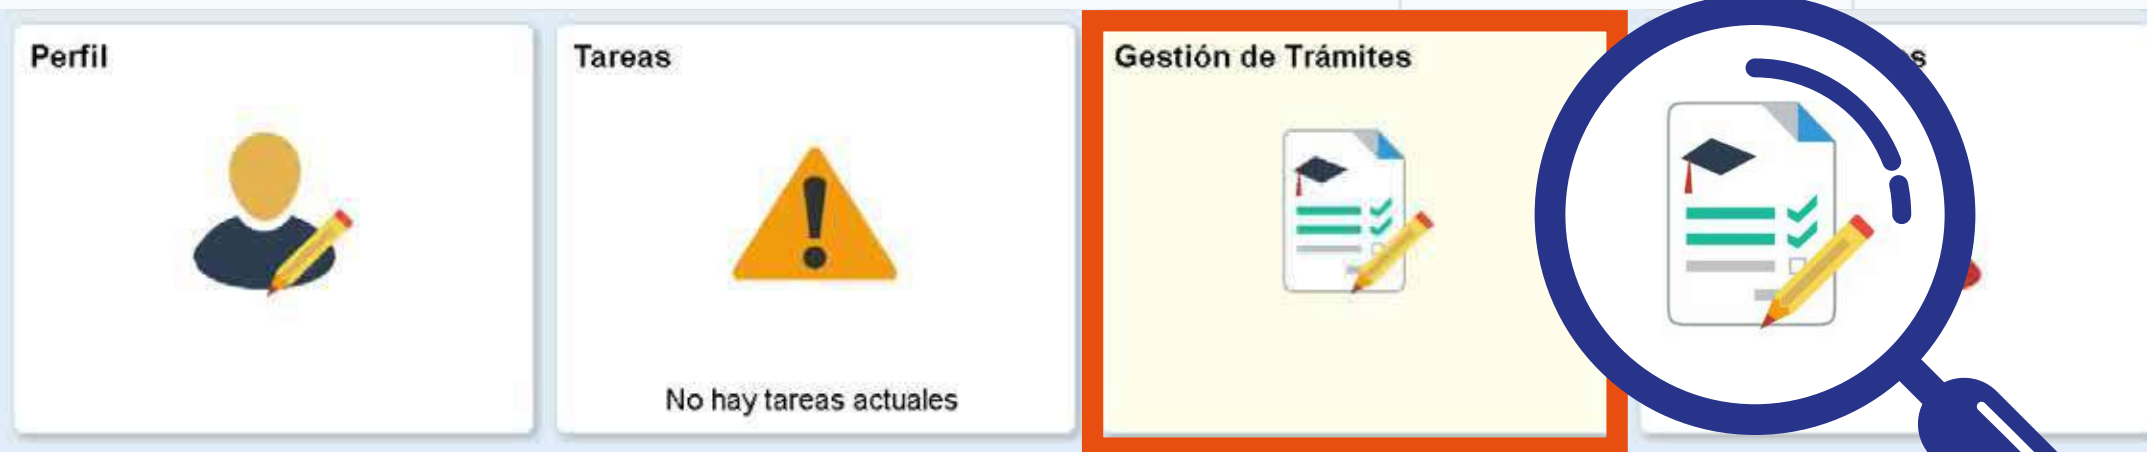 Perfil
Tareas
Gestión de Trámites
No hay tareas actuales